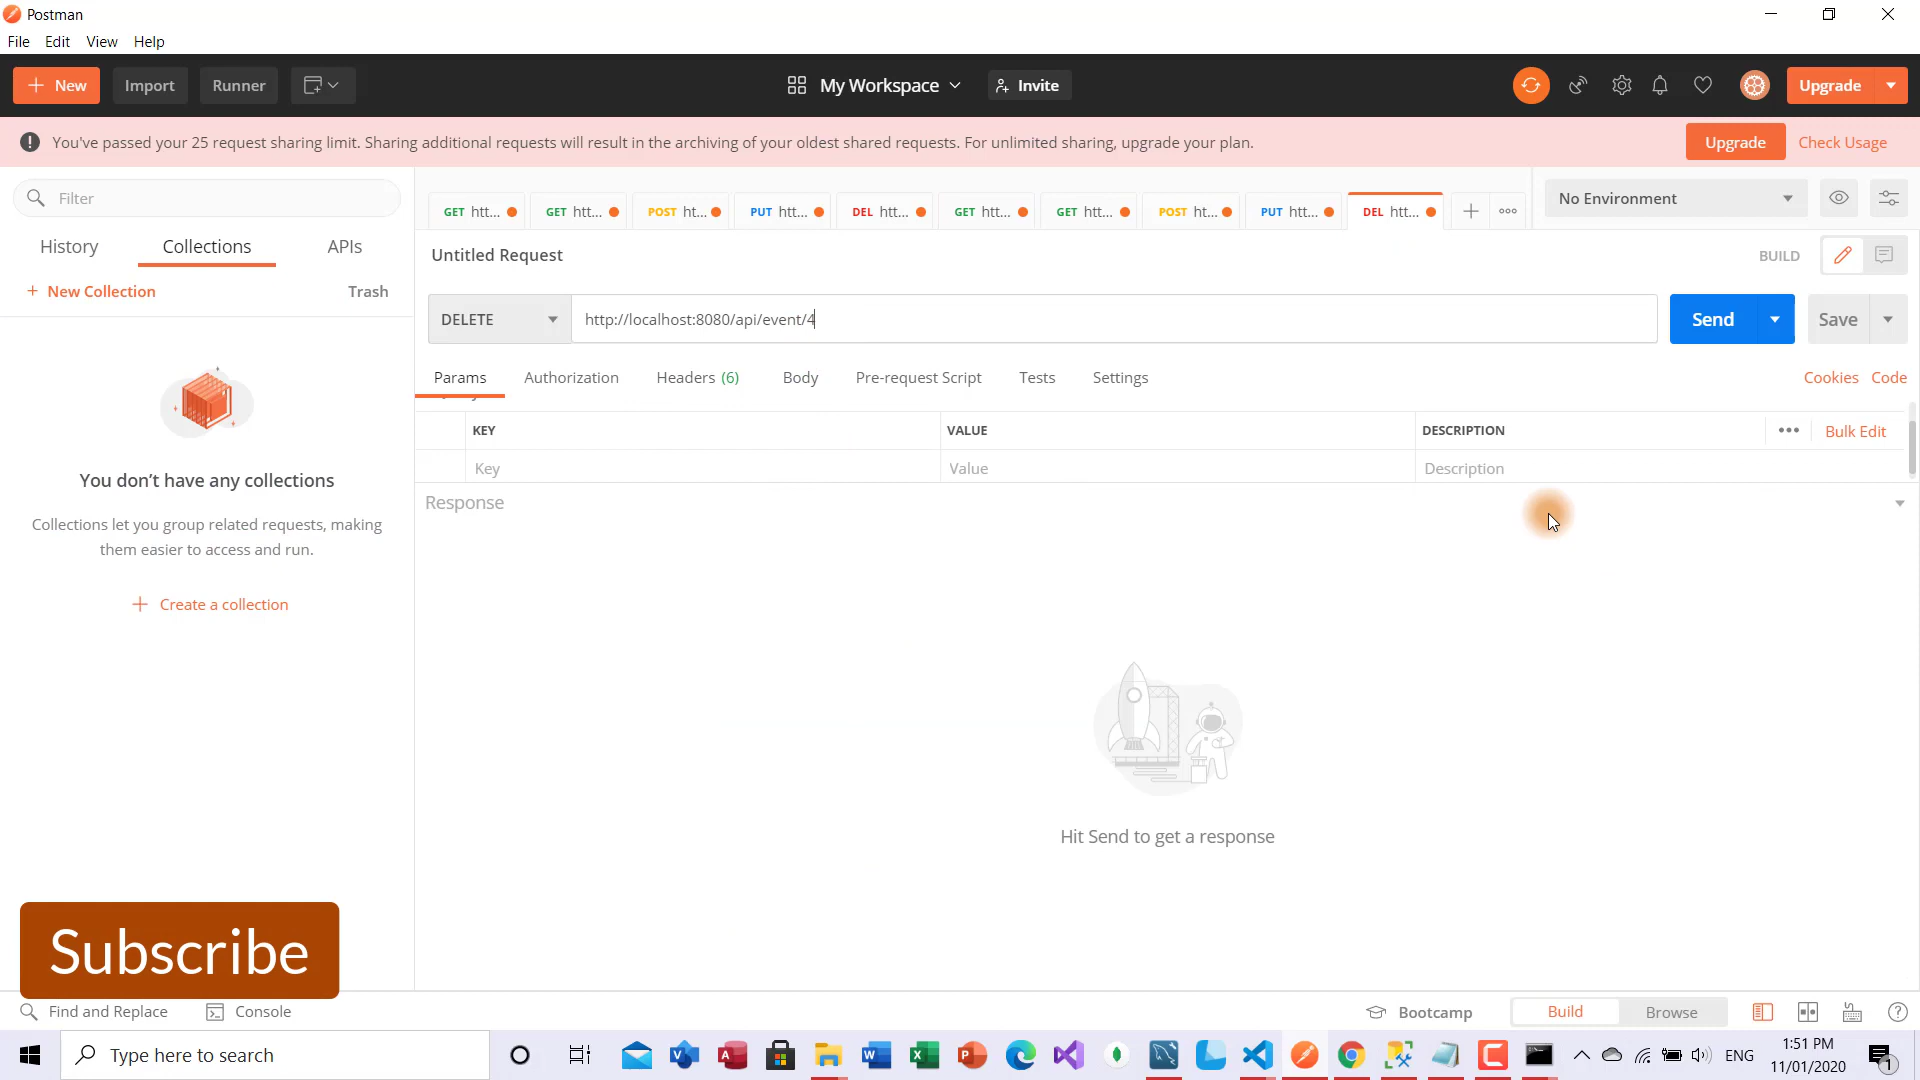 Postman
File Edit View Help
New Import Runner My Workspace Invite Upgrade
You've passed your 25 request sharing limit. Sharing additional requests will result in the archiving of your oldest shared requests. For unlimited sharing, upgrade your plan. Upgrade Check Usage
Filter
GET htt... GET htt... POST ht... PUT htt... DEL htt... GET htt... GET htt... POST ht... PUT htt... DEL htt... No Environment
History Collections APIs
Untitled Request BUILD
+ New Collection Trash
DELETE http://localhost:8080/api/event/4 Send Save
Params Authorization Headers (6) Body Pre-request Script Tests Settings Cookies Code
KEY VALUE DESCRIPTION Bulk Edit
Key Value Description
Response
You don't have any collections
Collections let you group related requests, making
them easier to access and run.
+ Create a collection
Hit Send to get a response
Subscribe
Find and Replace Console Bootcamp Build Browse
Type here to search ENG 1:51 PM
11/01/2020 1